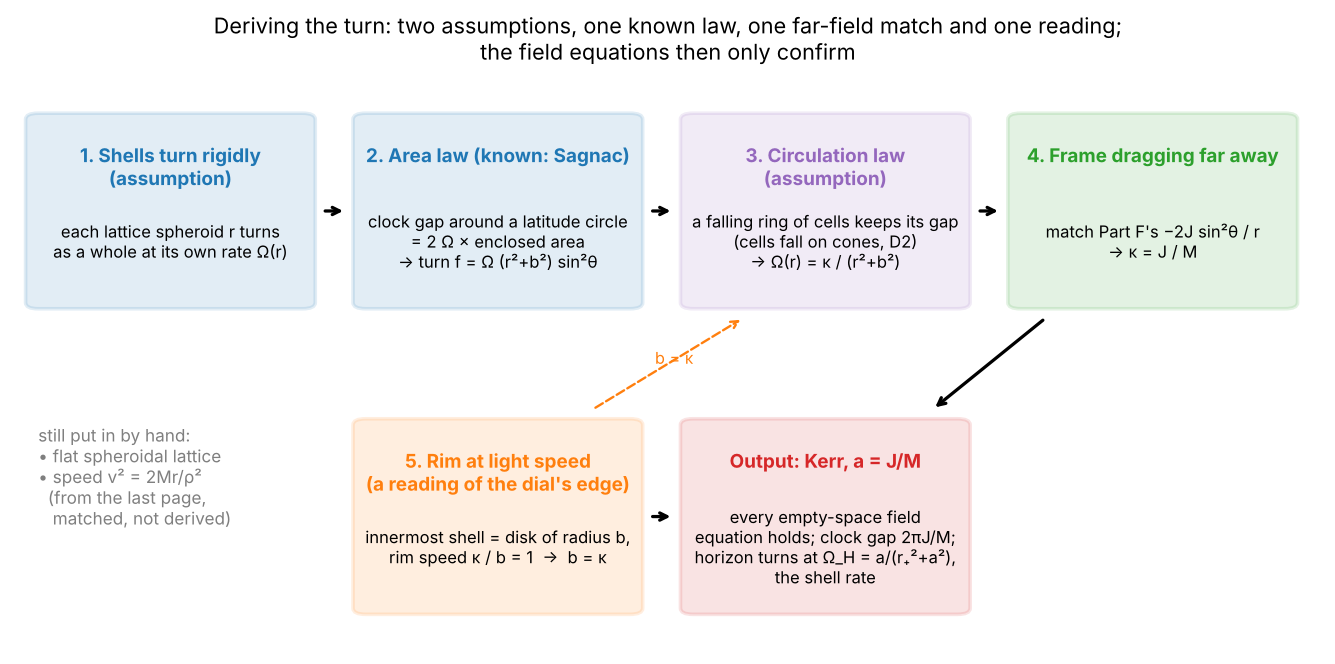 Deriving the turn: two assumptions, one known law, one far-field match and one reading;
the field equations then only confirm
1. Shells turn rigidly
(assumption)
each lattice spheroid r turns
as a whole at its own rate Ω(r)
2. Area law (known: Sagnac)
clock gap around a latitude circle
= 2 Ω × enclosed area
→ turn f = Ω (r²+b²) sin²θ
3. Circulation law
(assumption)
a falling ring of cells keeps its gap
(cells fall on cones, D2)
→ Ω(r) = κ / (r²+b²)
4. Frame dragging far away
match Part F's −2J sin²θ / r
→ κ = J / M
b = κ
still put in by hand:
• flat spheroidal lattice
• speed v² = 2Mr/ρ²
(from the last page,
matched, not derived)
5. Rim at light speed
(a reading of the dial's edge)
innermost shell = disk of radius b,
rim speed κ / b = 1 → b = κ
Output: Kerr, a = J/M
every empty-space field
equation holds; clock gap 2πJ/M;
horizon turns at Ω_H = a/(r₊²+a²),
the shell rate